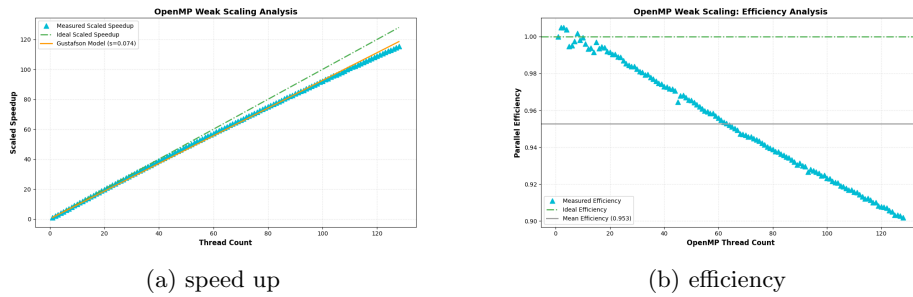 OpenMP Weak Scaling Analysis
Measured Scaled Speedup
Ideal Scaled Speedup
Gustafson Model (s=0.074)
Scaled Speedup
120
100
80
60
40
20
0
0 20 40 60 80 100 120
Thread Count
(a) speed up
OpenMP Weak Scaling: Efficiency Analysis
Parallel Efficiency
1.00
0.98
0.96
0.94
0.92
0.90
Measured Efficiency
Ideal Efficiency
Mean Efficiency (0.953)
0 20 40 60 80 100 120
OpenMP Thread Count
(b) efficiency